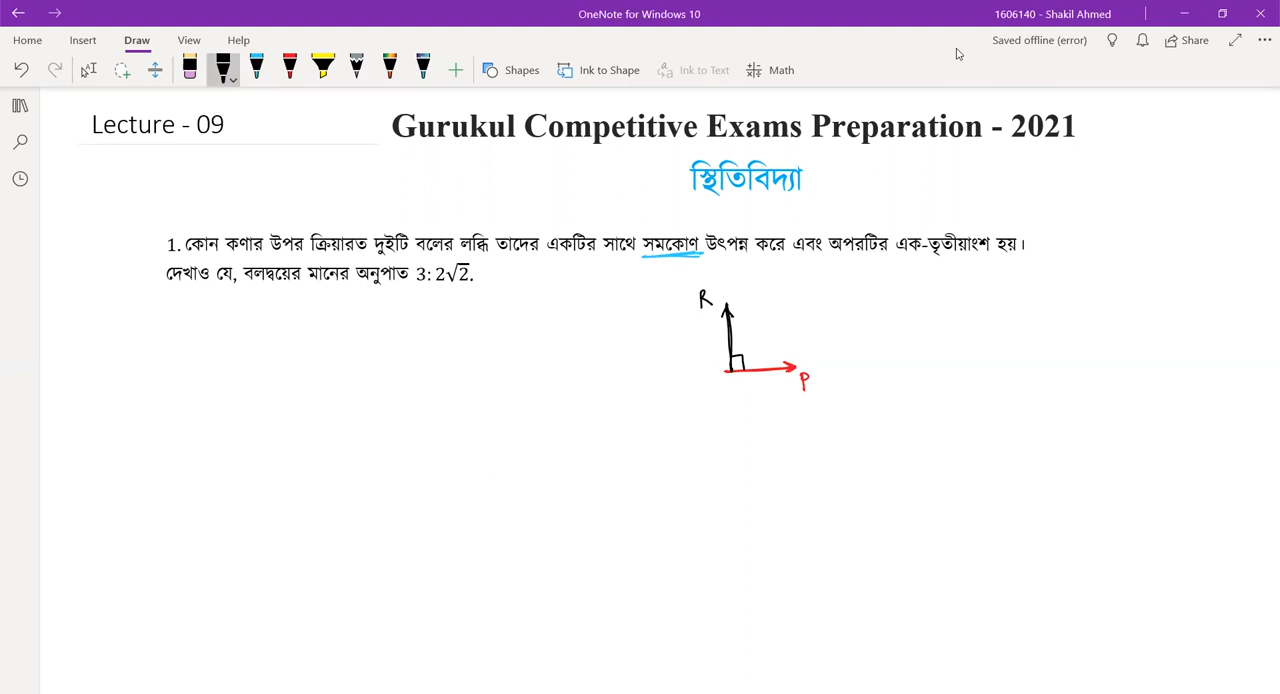 OneNote for Windows 10
1606140 - Shakil Ahmed
Home Insert Draw View Help
Saved offline (error) Share
Shapes Ink to Shape Ink to Text Math
Lecture - 09
Gurukul Competitive Exams Preparation - 2021
স্থিতিবিদ্যা
1. কোন কণার উপর ক্রিয়ারত দুইটি বলের লব্ধি তাদের একটির সাথে সমকোণ উৎপন্ন করে এবং অপরটির এক-তৃতীয়াংশ হয়।
দেখাও যে, বলদ্বয়ের মানের অনুপাত 3: 2√2.
R
P